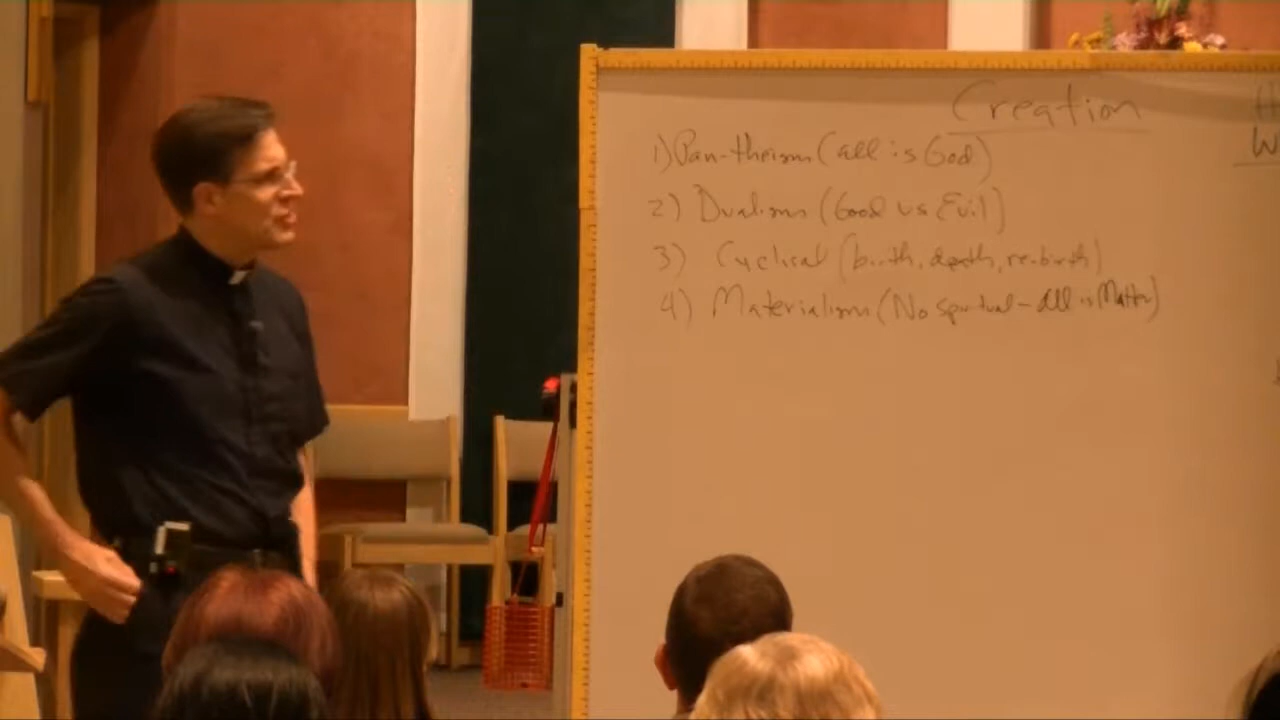 Creation
1) Pan-theism (all is God)
2) Dualism (Good vs Evil)
3) Cyclical (birth, death, re-birth)
4) Materialism (No spiritual - all is Matter)
H
W